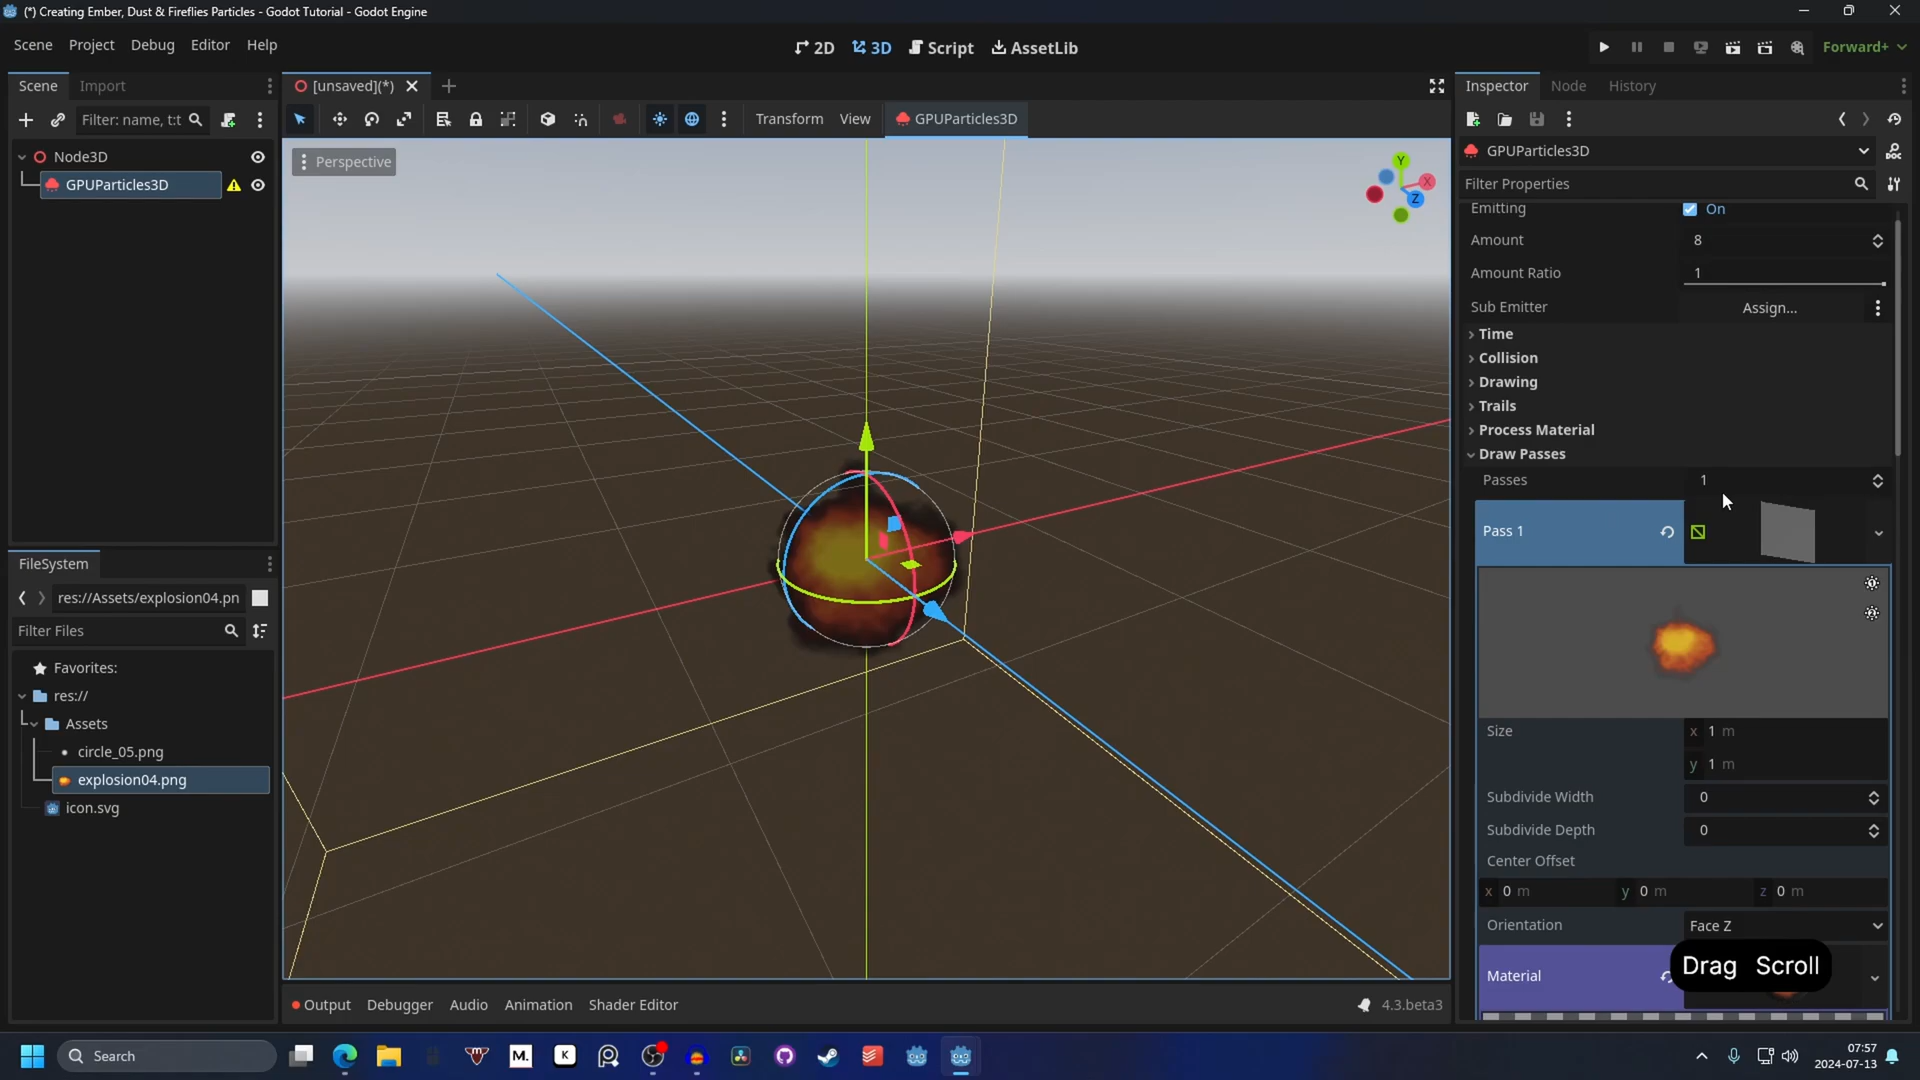 (*) Creating Ember, Dust & Fireflies Particles - Godot Tutorial - Godot Engine
Scene Project Debug Editor Help
2D 3D Script AssetLib
Forward+
Scene Import
[unsaved](*)
Inspector Node History
Filter: name, t:t
Transform View GPUParticles3D
Node3D
GPUParticles3D
Perspective
Y
X
Z
GPUParticles3D
DOC
Filter Properties
Emitting On
Amount 8
Amount Ratio 1
Sub Emitter Assign...
Time
Collision
Drawing
Trails
Process Material
Draw Passes
Passes 1
Pass 1
Size x 1 m
y 1 m
Subdivide Width 0
Subdivide Depth 0
Center Offset
x 0 m y 0 m z 0 m
Orientation Face Z
Material
Drag Scroll
FileSystem
res://Assets/explosion04.pn
Filter Files
Favorites:
res://
Assets
circle_05.png
explosion04.png
icon.svg
Output Debugger Audio Animation Shader Editor
4.3.beta3
Search
M.
K
07:57
2024-07-13